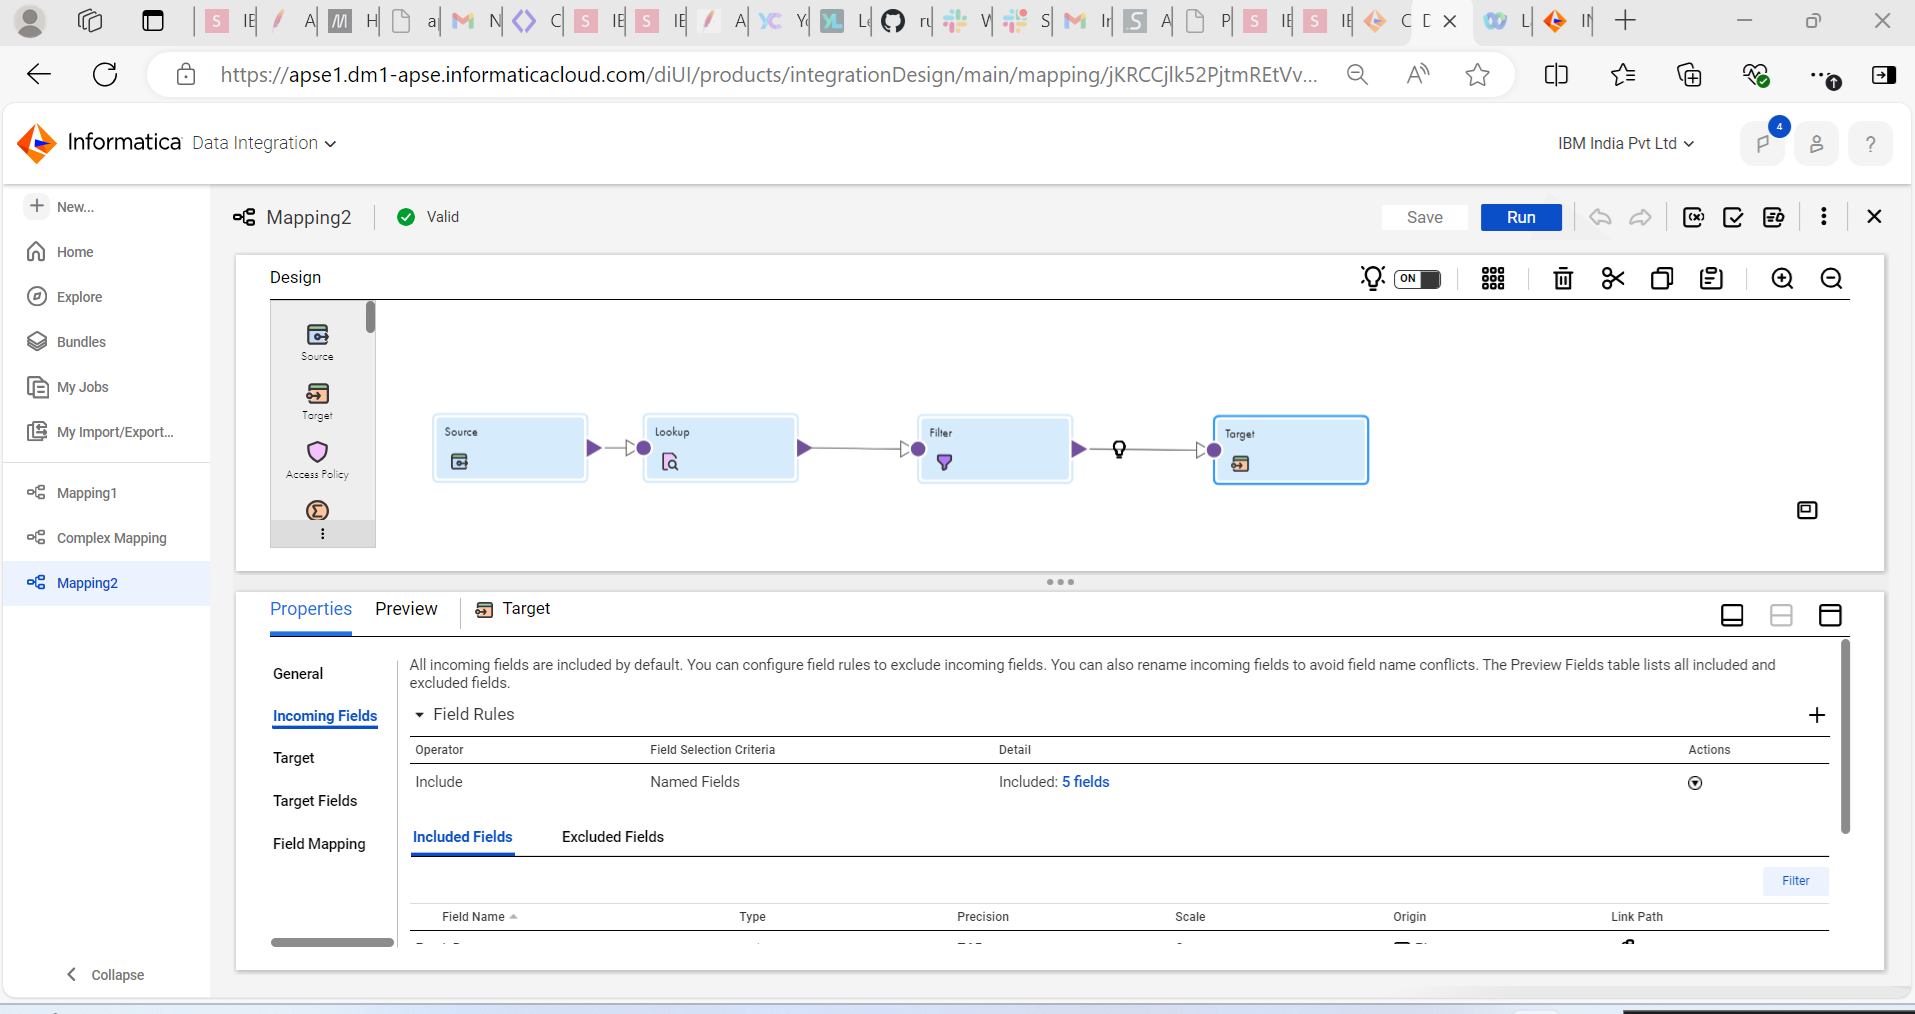 https://apse1.dm1-apse.informaticacloud.com/diUI/products/integrationDesign/main/mapping/jKRCCjlk52PjtmREtVv...
Informatica Data Integration
IBM India Pvt Ltd
4
?
New...
Home
Explore
Bundles
My Jobs
My Import/Export...
Mapping1
Complex Mapping
Mapping2
Collapse
Mapping2
Valid
Save
Run
Design
ON
Source
Target
Access Policy
Source
Lookup
Filter
Target
Properties
Preview
Target
General
Incoming Fields
Target
Target Fields
Field Mapping
All incoming fields are included by default. You can configure field rules to exclude incoming fields. You can also rename incoming fields to avoid field name conflicts. The Preview Fields table lists all included and
excluded fields.
Field Rules
Operator Field Selection Criteria Detail Actions
Include Named Fields Included: 5 fields
Included Fields Excluded Fields
Filter
Field Name Type Precision Scale Origin Link Path